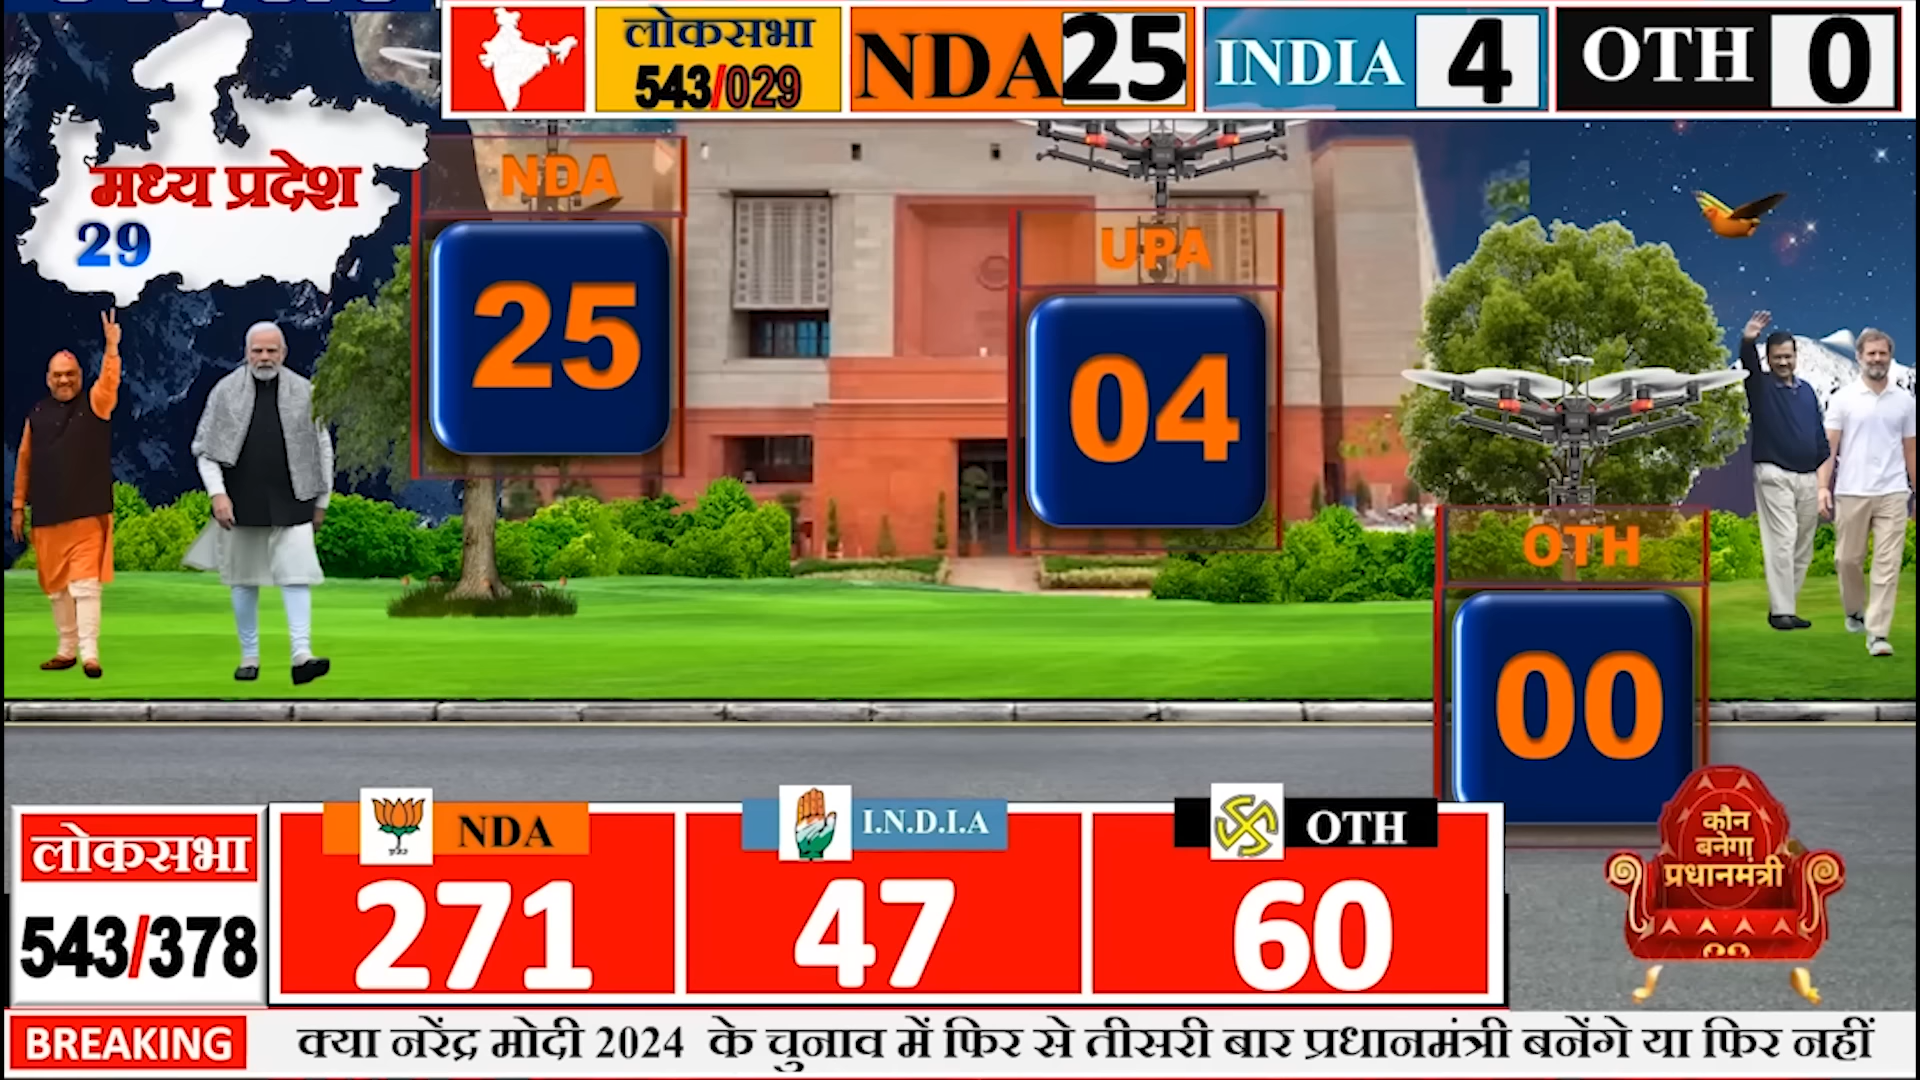 लोकसभा
543/029
NDA 25
INDIA 4
OTH 0
मध्य प्रदेश
29
NDA
25
UPA
04
OTH
00
लोकसभा
543/378
NDA
271
I.N.D.I.A
47
OTH
60
कौन
बनेगा
प्रधानमंत्री
BREAKING क्या नरेंद्र मोदी 2024 के चुनाव में फिर से तीसरी बार प्रधानमंत्री बनेंगे या फिर नहीं